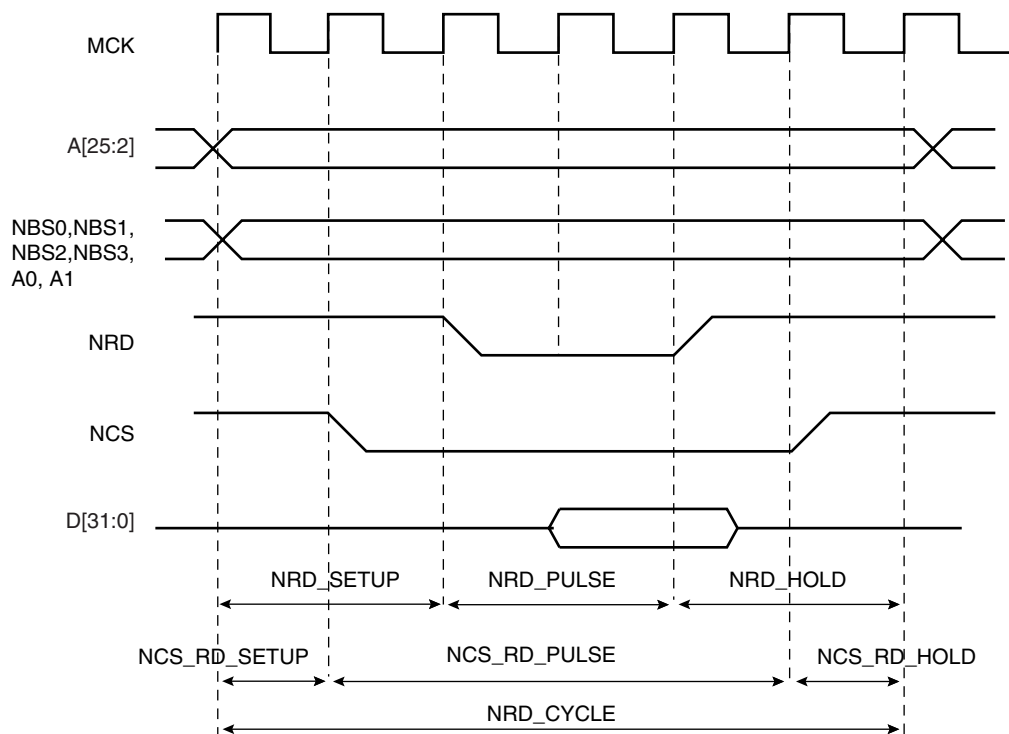 MCK
A[25:2]
NBS0,NBS1,
NBS2,NBS3,
A0, A1
NRD
NCS
D[31:0]
NRD_SETUP NRD_PULSE NRD_HOLD
NCS_RD_SETUP NCS_RD_PULSE NCS_RD_HOLD
NRD_CYCLE